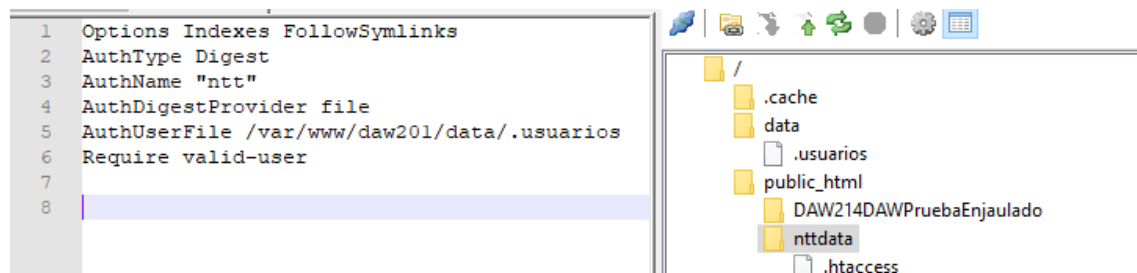 1 Options Indexes FollowSymlinks
2 AuthType Digest
3 AuthName "ntt"
4 AuthDigestProvider file
5 AuthUserFile /var/www/daw201/data/.usuarios
6 Require valid-user
7
8
/
.cache
data
.usuarios
public_html
DAW214DAWPruebaEnjaulado
nttdata
.htaccess